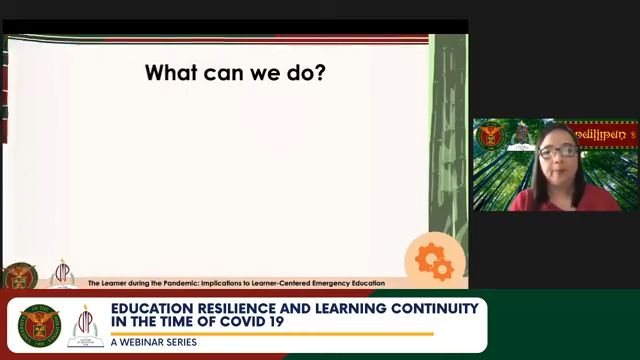 What can we do?
The Learner during the Pandemic: Implications to Learner-Centered Emergency Education
EDUCATION RESILIENCE AND LEARNING CONTINUITY
IN THE TIME OF COVID 19
A WEBINAR SERIES